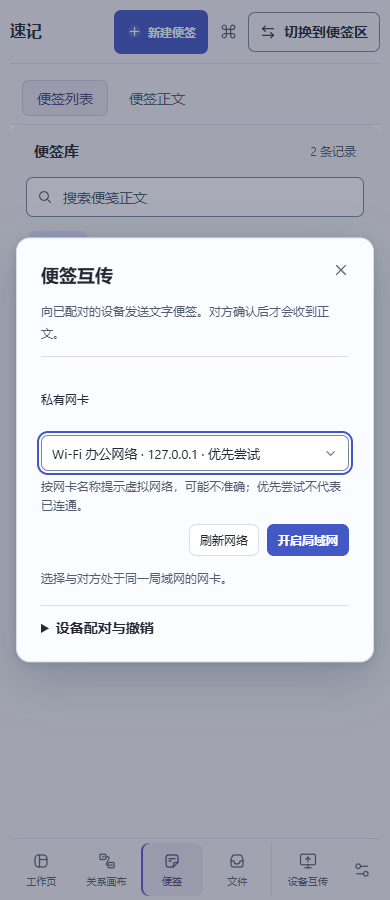 速记
新建便签
切换到便签区
便签列表
便签正文
便签库
2 条记录
搜索便笺正文
便签互传
向已配对的设备发送文字便签。对方确认后才会收到正
文。
私有网卡
Wi-Fi 办公网络 · 127.0.0.1 · 优先尝试
按网卡名称提示虚拟网络，可能不准确；优先尝试不代表
已连通。
刷新网络
开启局域网
选择与对方处于同一局域网的网卡。
设备配对与撤销
工作页
关系画布
便签
文件
设备互传